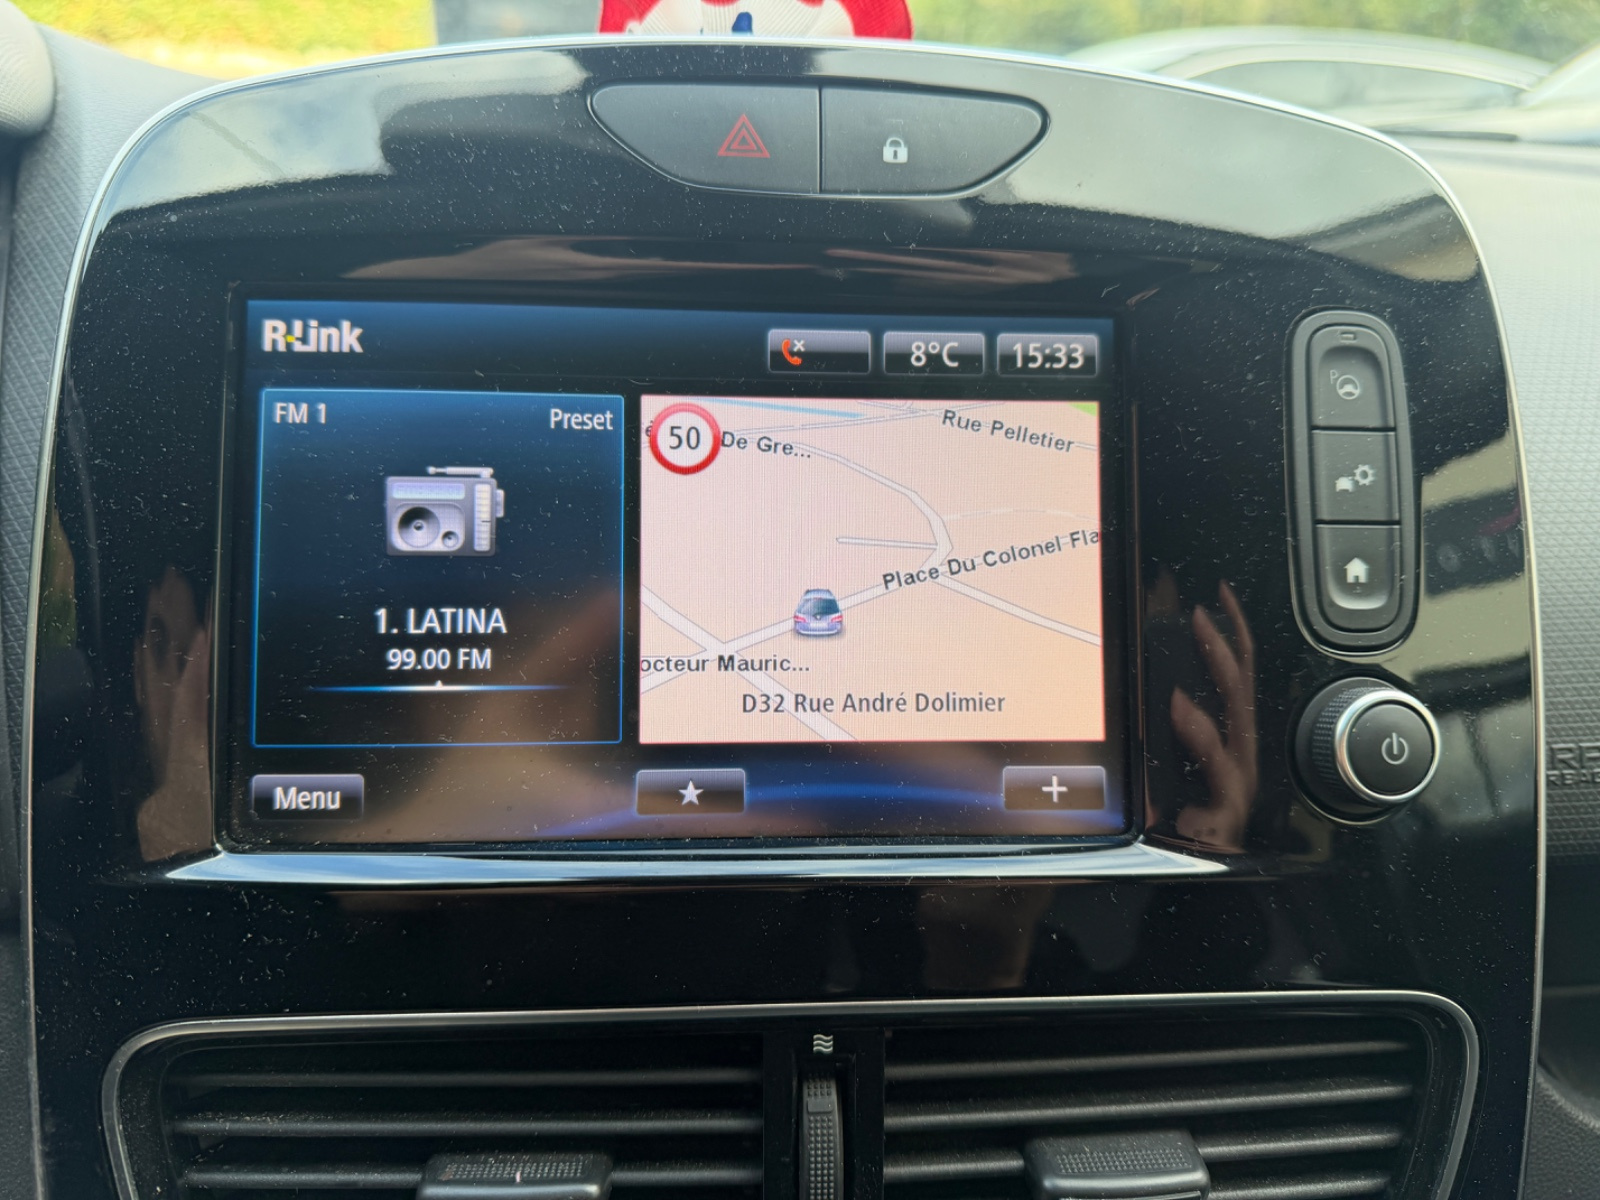 R-Link
8°C
15:33
FM 1
Preset
1. LATINA
99.00 FM
50
De Gre...
Rue Pelletier
Place Du Colonel Fla
octeur Mauric...
D32 Rue André Dolimier
Menu
P